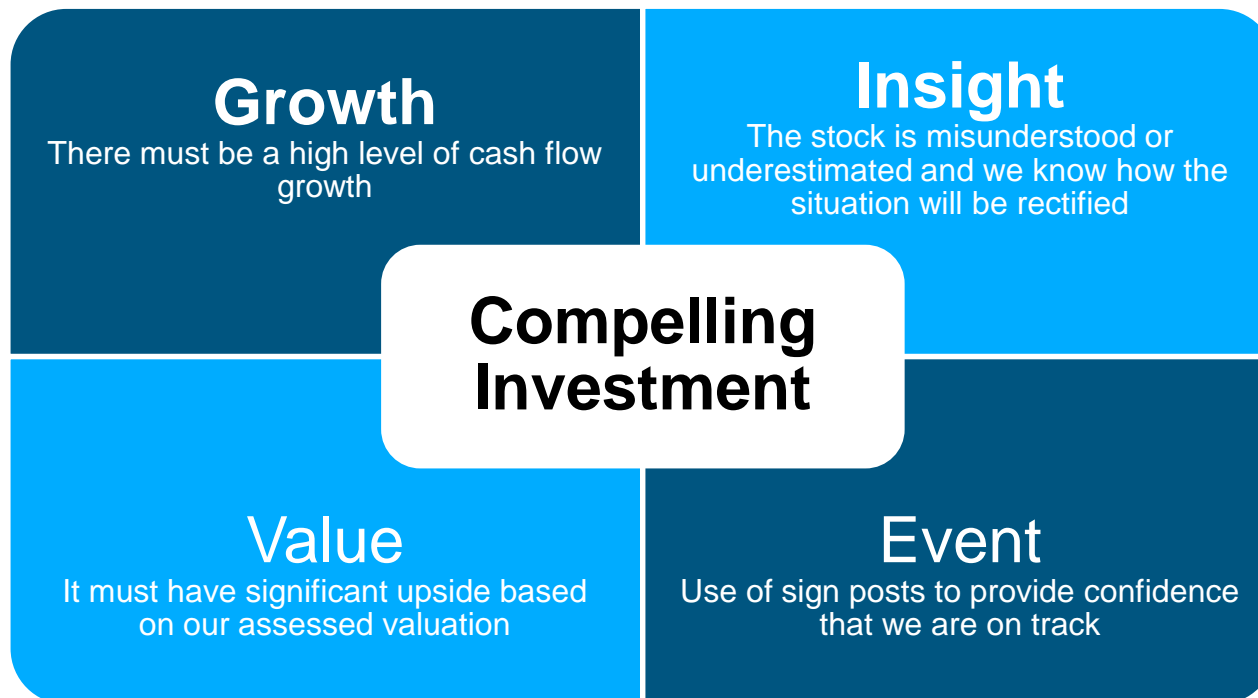 Growth
There must be a high level of cash flow
growth
Insight
The stock is misunderstood or
underestimated and we know how the
situation will be rectified
Compelling
Investment
Value
It must have significant upside based
on our assessed valuation
Event
Use of sign posts to provide confidence
that we are on track